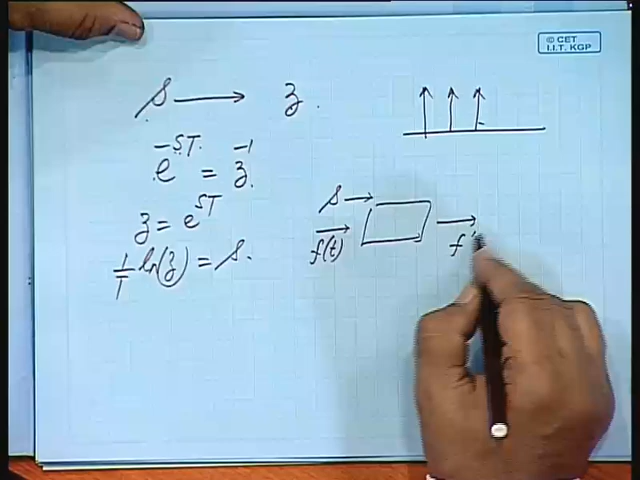 © CET
I.I.T. KGP
s → z.
e^{-sT} = z^{-1}.
z = e^{sT}
1/T ln(z) = s.
s →
f(t)
f'